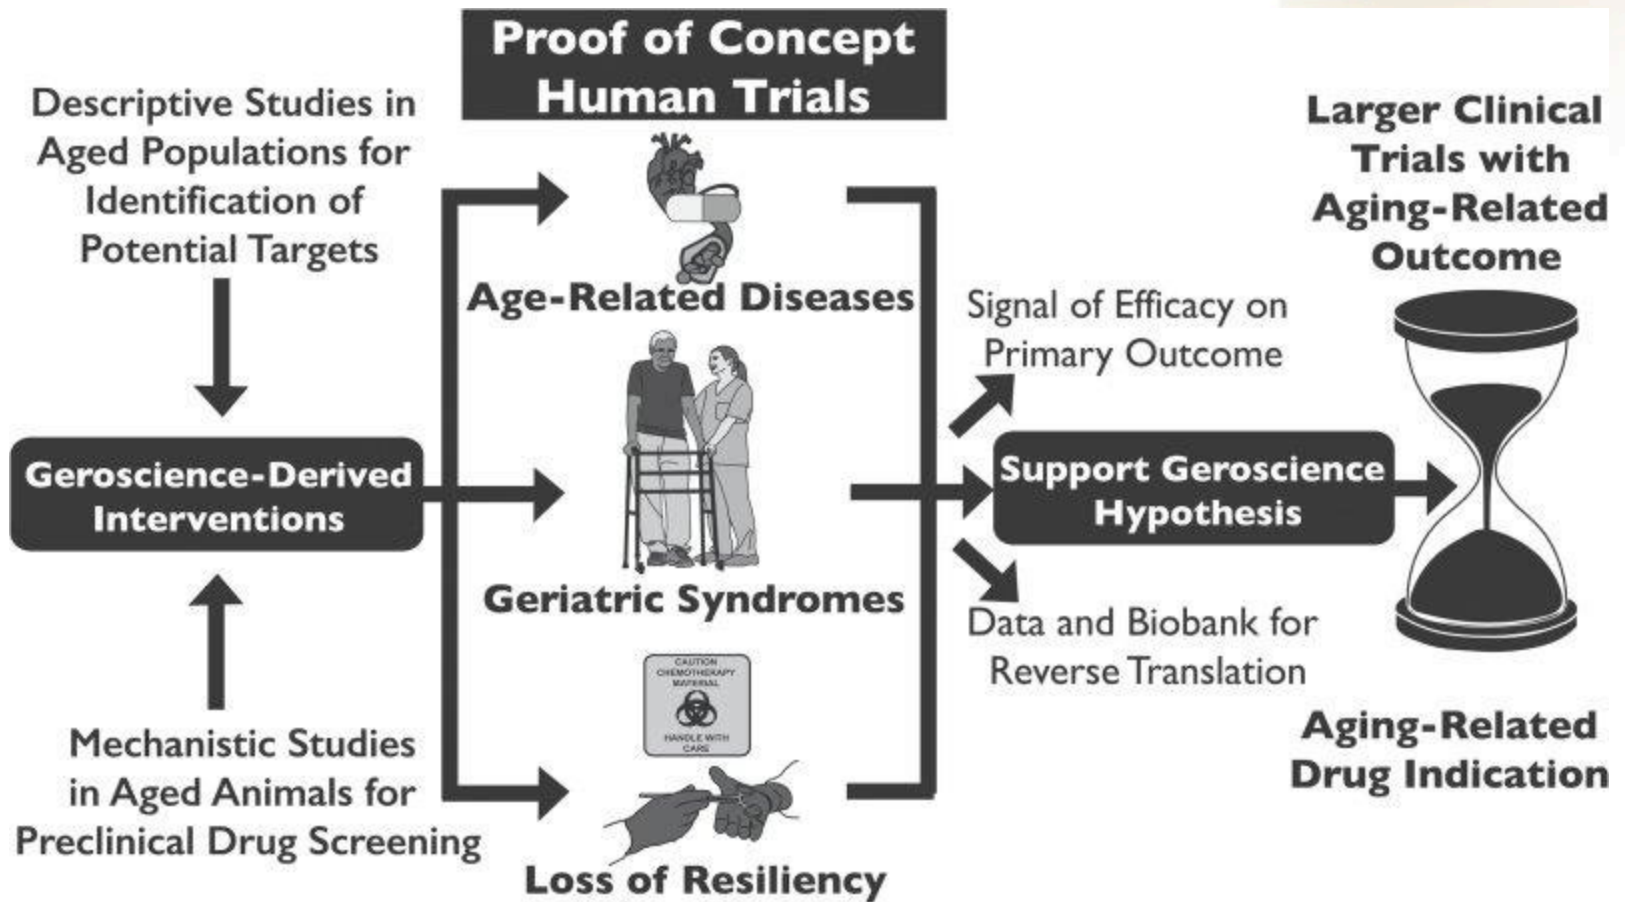 Proof of Concept
Human Trials
Descriptive Studies in
Aged Populations for
Identification of
Potential Targets
Geroscience-Derived
Interventions
Mechanistic Studies
in Aged Animals for
Preclinical Drug Screening
Age-Related Diseases
Geriatric Syndromes
CAUTION
CHEMOTHERAPY
MATERIAL
HANDLE WITH
CARE
Loss of Resiliency
Signal of Efficacy on
Primary Outcome
Support Geroscience
Hypothesis
Data and Biobank for
Reverse Translation
Larger Clinical
Trials with
Aging-Related
Outcome
Aging-Related
Drug Indication